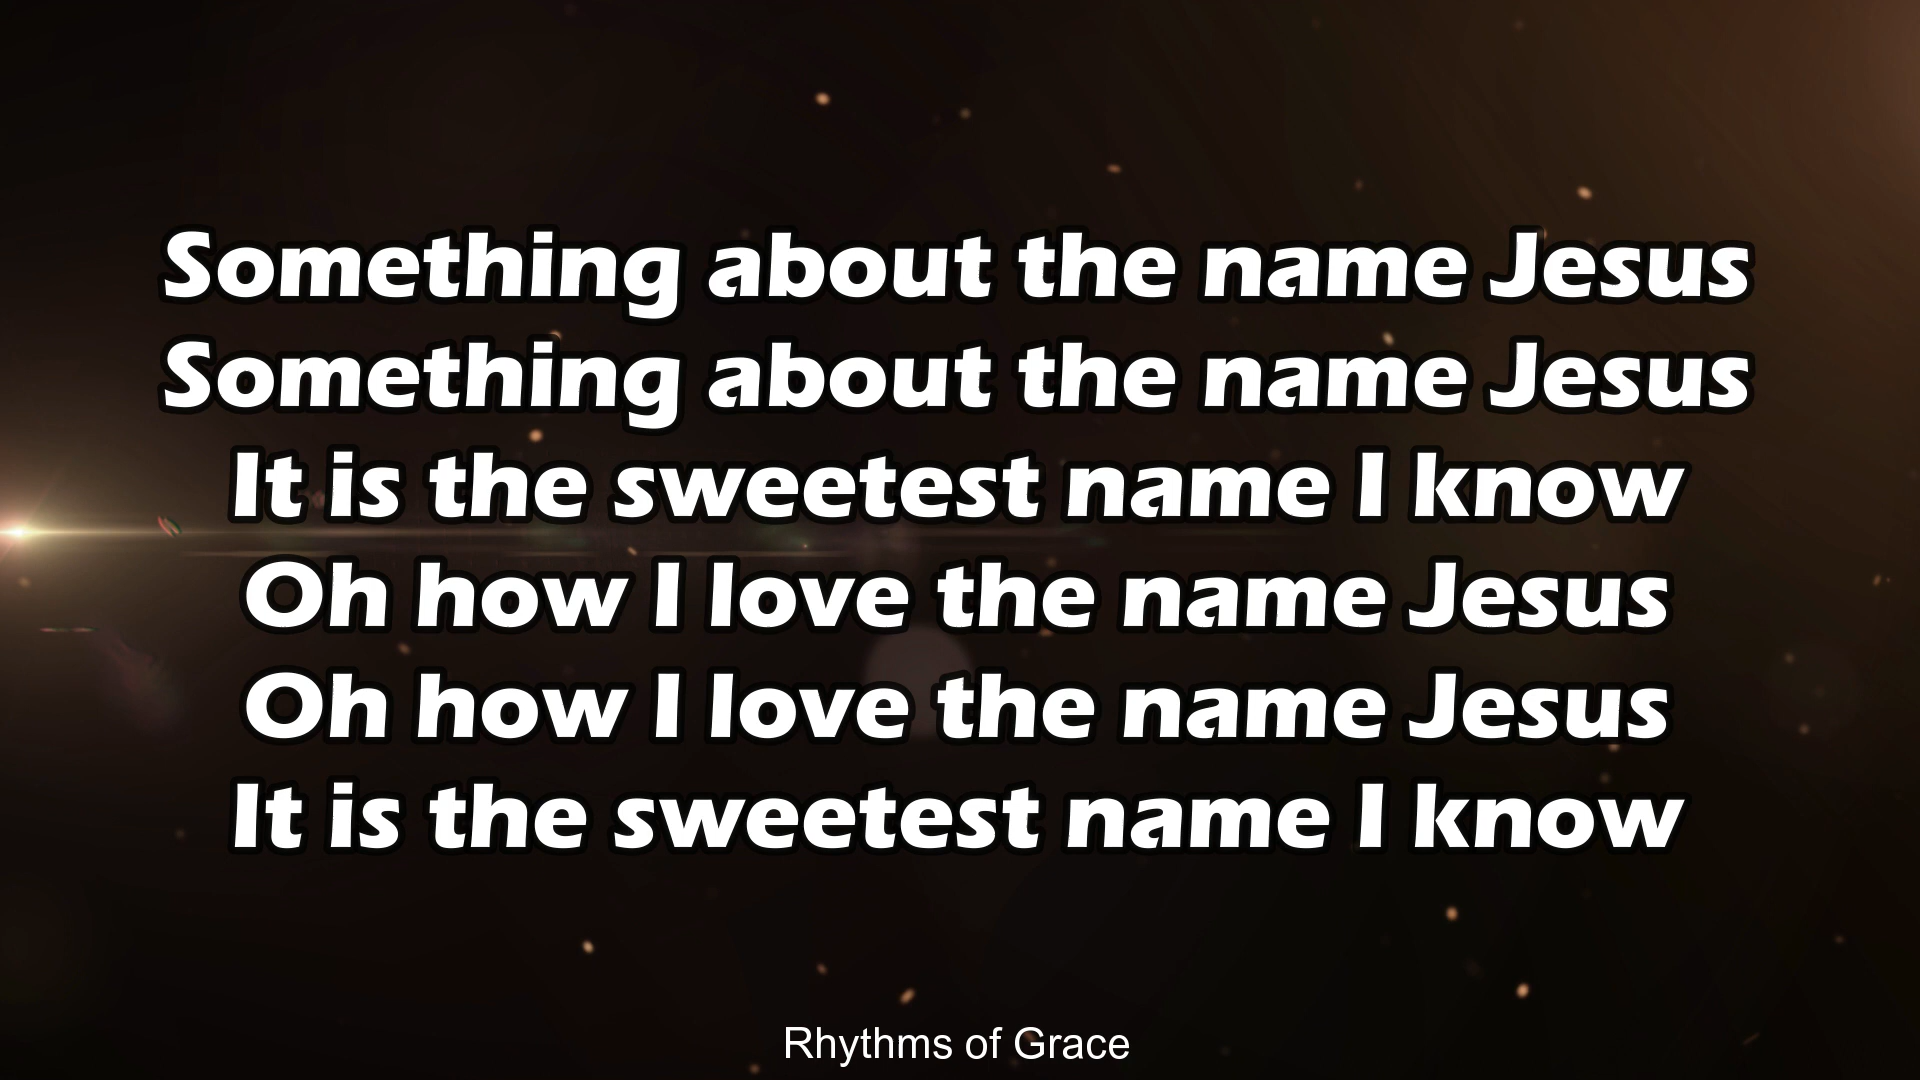 Something about the name Jesus
Something about the name Jesus
It is the sweetest name I know
Oh how I love the name Jesus
Oh how I love the name Jesus
It is the sweetest name I know
Rhythms of Grace